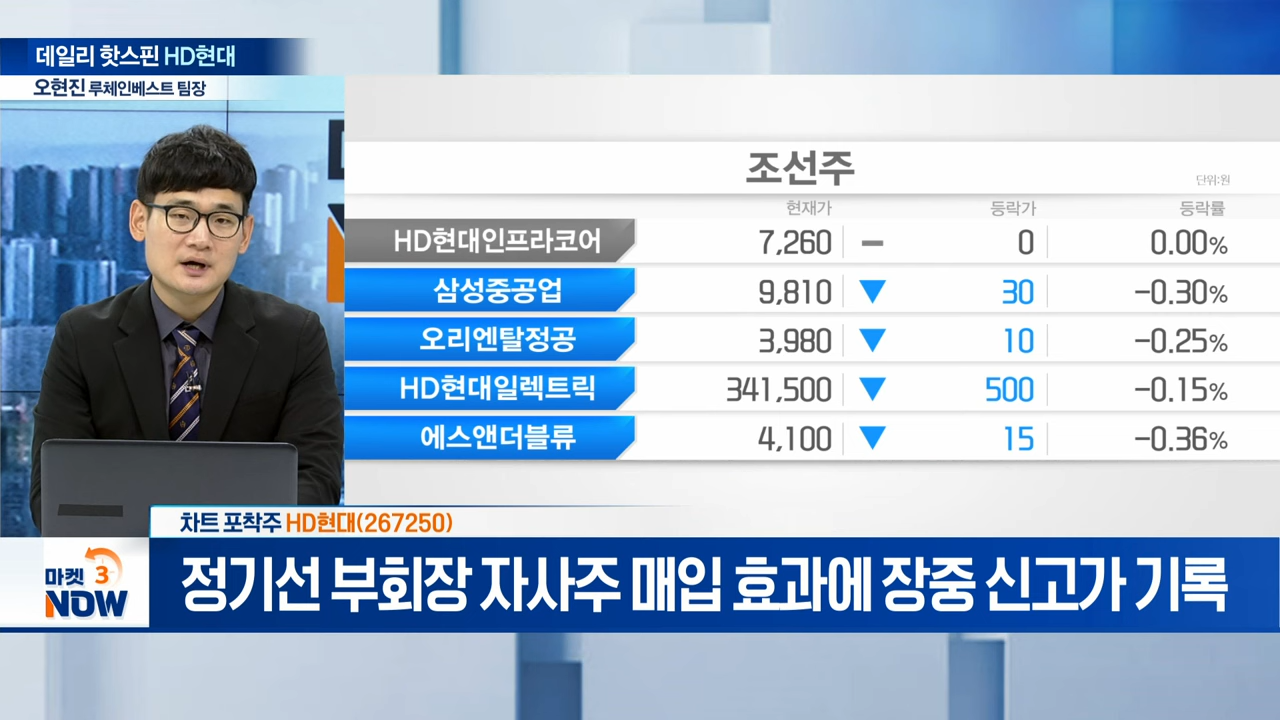 데일리 핫스핀 HD현대
오현진 루체인베스트 팀장
조선주
단위:원
현재가 등락가 등락률
HD현대인프라코어 7,260 － 0 0.00%
삼성중공업 9,810 ▼ 30 -0.30%
오리엔탈정공 3,980 ▼ 10 -0.25%
HD현대일렉트릭 341,500 ▼ 500 -0.15%
에스앤더블류 4,100 ▼ 15 -0.36%
차트 포착주 HD현대(267250)
마켓 3
NOW
정기선 부회장 자사주 매입 효과에 장중 신고가 기록